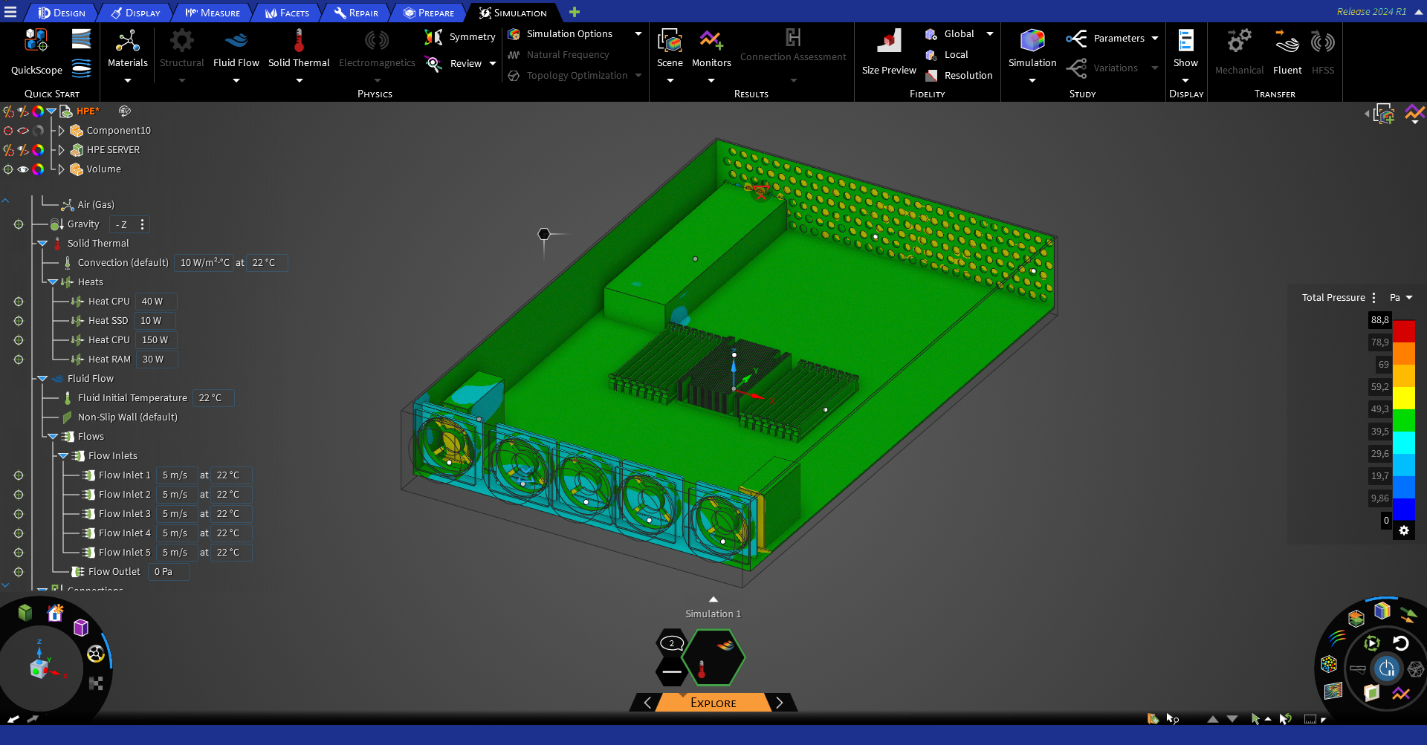 DESIGN DISPLAY MEASURE FACETS REPAIR PREPARE SIMULATION Release 2024 R1
QuickScope
QUICK START
Materials Structural Fluid Flow Solid Thermal Electromagnetics
Symmetry
Review
Simulation Options
Natural Frequency
Topology Optimization
PHYSICS
Scene Monitors Connection Assessment
RESULTS
Size Preview
Global
Local
Resolution
FIDELITY
Simulation
Parameters
Variations
STUDY
Show
DISPLAY
Mechanical Fluent HFSS
TRANSFER
HPE*
Component10
HPE SERVER
Volume
Air (Gas)
Gravity - Z
Solid Thermal
Convection (default) 10 W/m²·°C at 22 °C
Heats
Heat CPU 40 W
Heat SSD 10 W
Heat CPU 150 W
Heat RAM 30 W
Fluid Flow
Fluid Initial Temperature 22 °C
Non-Slip Wall (default)
Flows
Flow Inlets
Flow Inlet 1 5 m/s at 22 °C
Flow Inlet 2 5 m/s at 22 °C
Flow Inlet 3 5 m/s at 22 °C
Flow Inlet 4 5 m/s at 22 °C
Flow Inlet 5 5 m/s at 22 °C
Flow Outlet 0 Pa
Connections
Z
Y
X
Total Pressure Pa
88,8
78,9
69
59,2
49,3
39,5
29,6
19,7
9,86
0
Simulation 1
2
EXPLORE